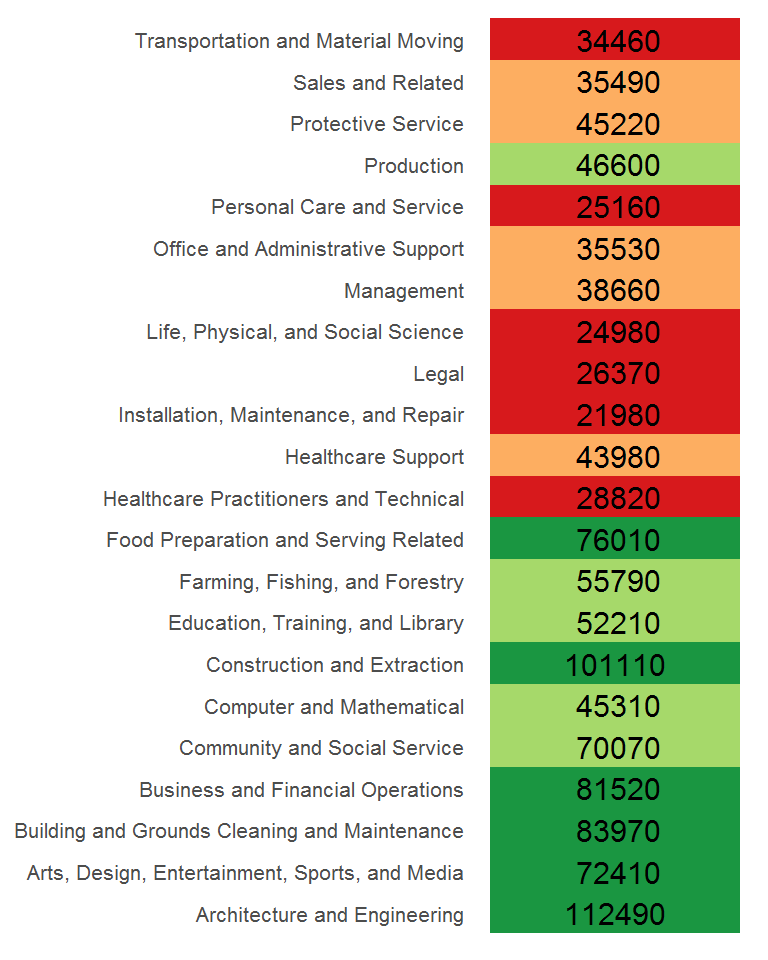 Transportation and Material Moving 34460
Sales and Related 35490
Protective Service 45220
Production 46600
Personal Care and Service 25160
Office and Administrative Support 35530
Management 38660
Life, Physical, and Social Science 24980
Legal 26370
Installation, Maintenance, and Repair 21980
Healthcare Support 43980
Healthcare Practitioners and Technical 28820
Food Preparation and Serving Related 76010
Farming, Fishing, and Forestry 55790
Education, Training, and Library 52210
Construction and Extraction 101110
Computer and Mathematical 45310
Community and Social Service 70070
Business and Financial Operations 81520
Building and Grounds Cleaning and Maintenance 83970
Arts, Design, Entertainment, Sports, and Media 72410
Architecture and Engineering 112490